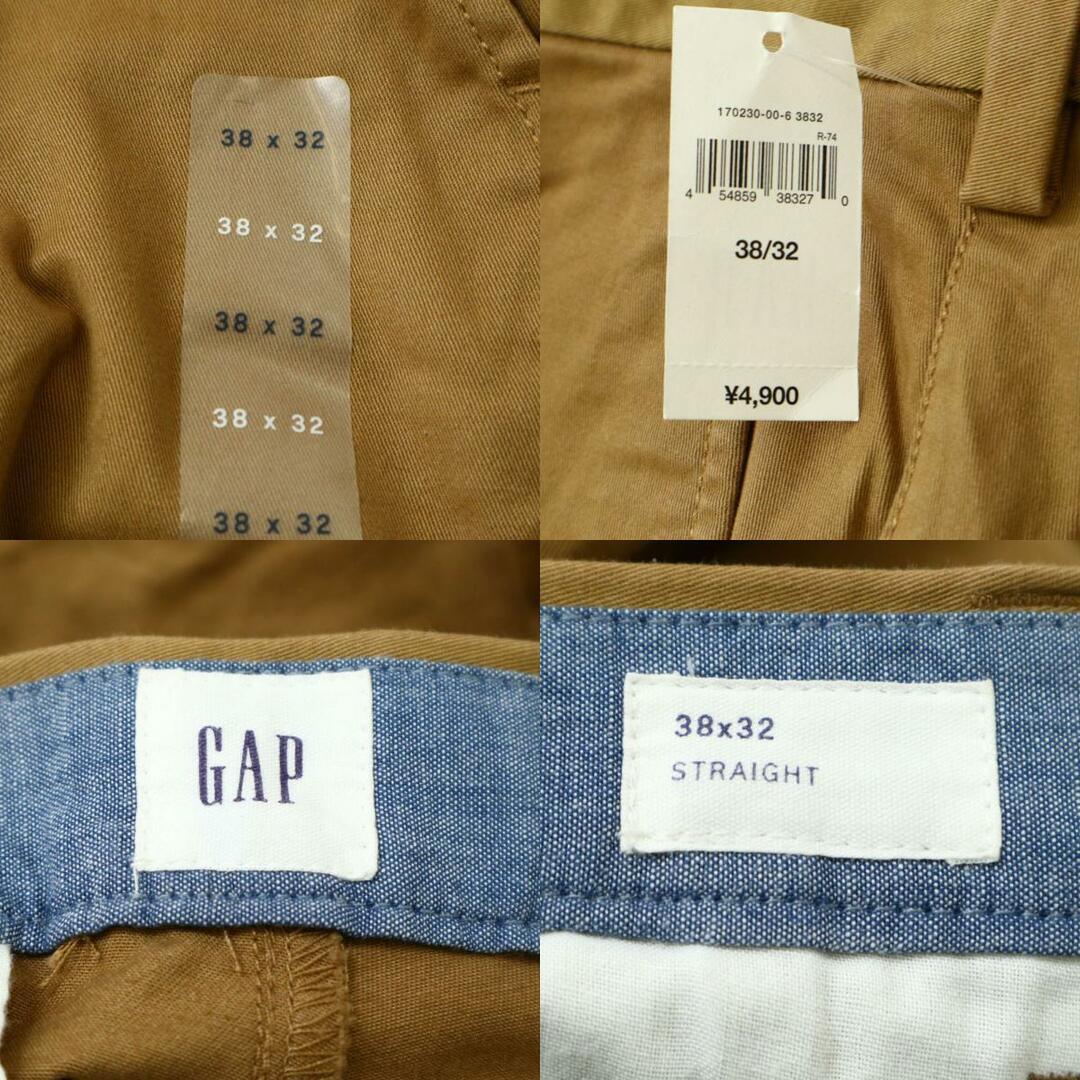 38 x 32
38 x 32
38 x 32
38 x 32
38 x 32
170230-00-6 3832
R-74
4 54859 38327 0
38/32
¥4,900
GAP
38x32
STRAIGHT